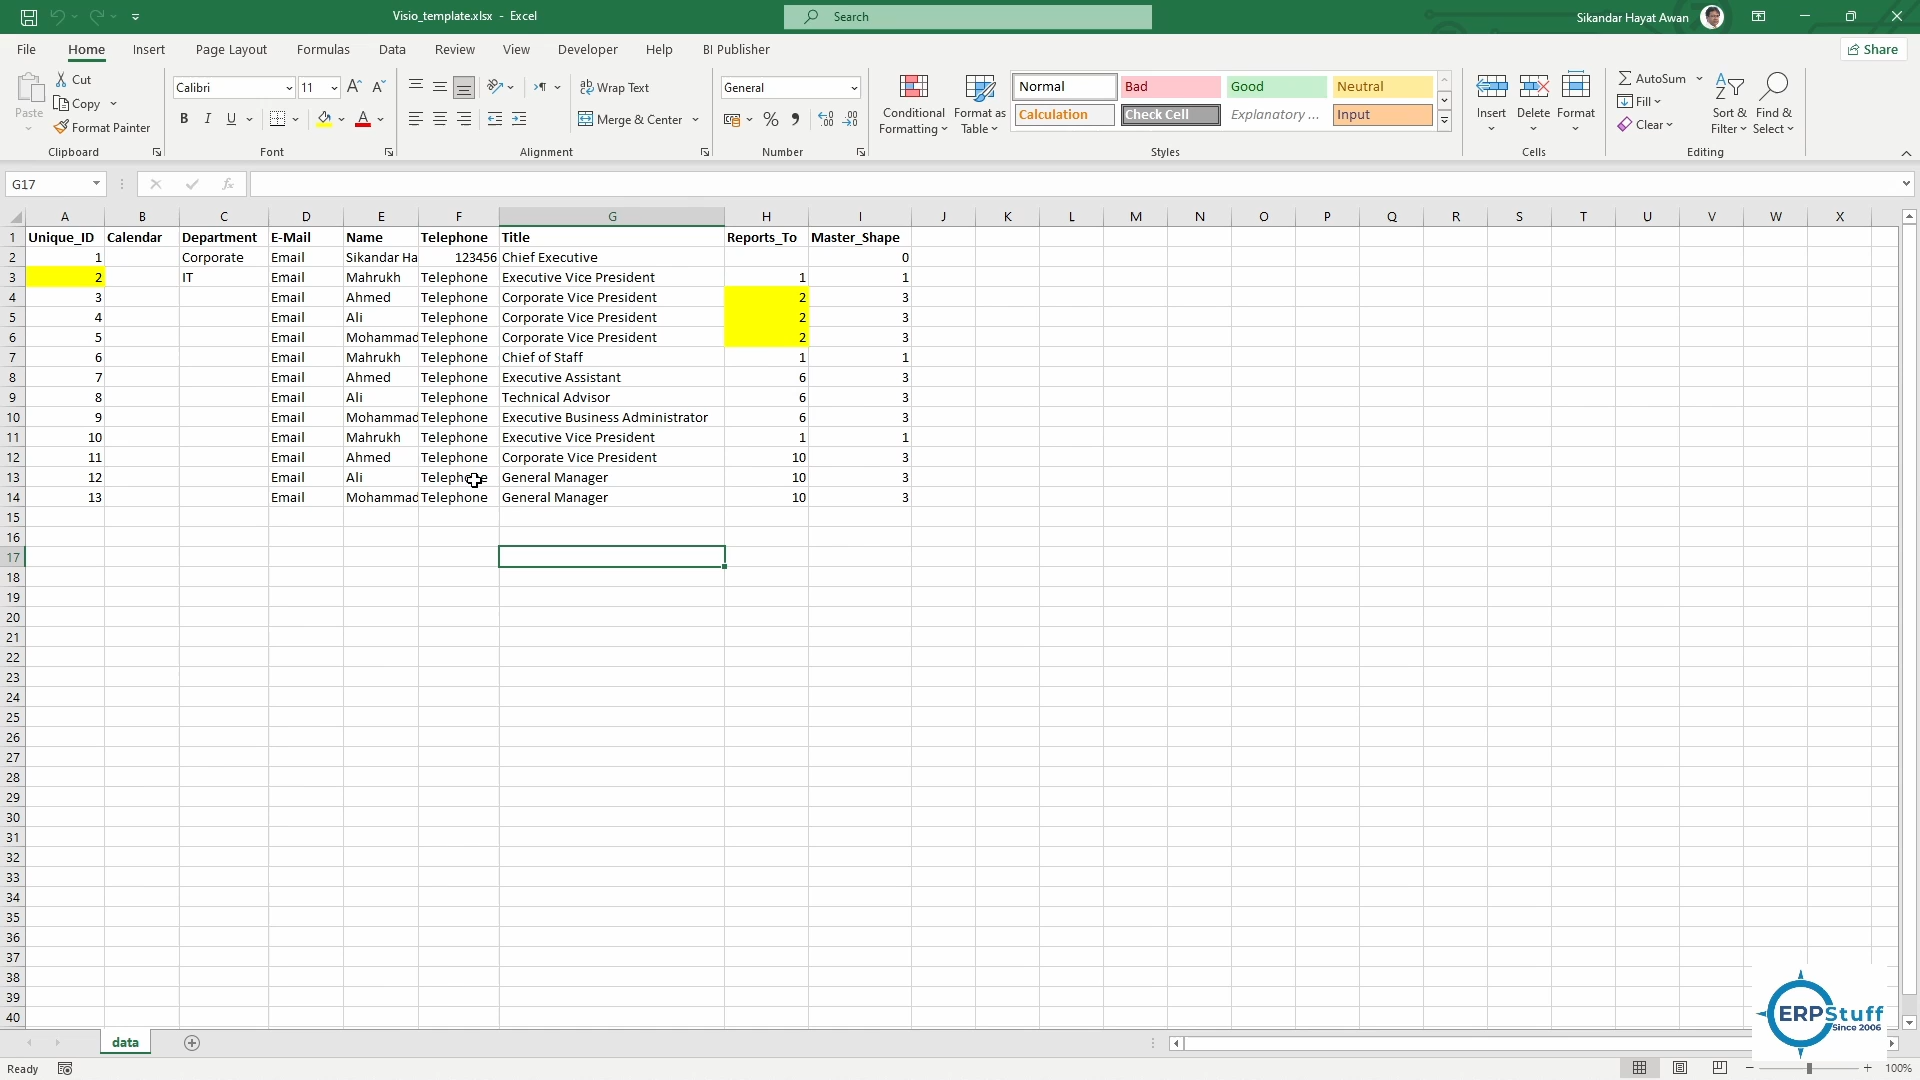 Visio_template.xlsx - Excel
Search
Sikandar Hayat Awan
File Home Insert Page Layout Formulas Data Review View Developer Help BI Publisher
Share
Paste
Cut
Copy
Format Painter
Clipboard
Calibri 11
B I U
Font
Wrap Text
Merge & Center
Alignment
General
Number
Conditional Formatting
Format as Table
Normal Bad Good Neutral
Calculation Check Cell Explanatory ... Input
Styles
Insert Delete Format
Cells
AutoSum
Fill
Clear
Sort & Filter
Find & Select
Editing
G17
fx
A B C D E F G H I J K L M N O P Q R S T U V W X
1 Unique_ID Calendar Department E-Mail Name Telephone Title Reports_To Master_Shape
2 1 Corporate Email Sikandar Ha 123456 Chief Executive 0
3 2 IT Email Mahrukh Telephone Executive Vice President 1 1
4 3 Email Ahmed Telephone Corporate Vice President 2 3
5 4 Email Ali Telephone Corporate Vice President 2 3
6 5 Email Mohammad Telephone Corporate Vice President 2 3
7 6 Email Mahrukh Telephone Chief of Staff 1 1
8 7 Email Ahmed Telephone Executive Assistant 6 3
9 8 Email Ali Telephone Technical Advisor 6 3
10 9 Email Mohammad Telephone Executive Business Administrator 6 3
11 10 Email Mahrukh Telephone Executive Vice President 1 1
12 11 Email Ahmed Telephone Corporate Vice President 10 3
13 12 Email Ali Telephone General Manager 10 3
14 13 Email Mohammad Telephone General Manager 10 3
15
16
17
18
19
20
21
22
23
24
25
26
27
28
29
30
31
32
33
34
35
36
37
38
39
40
ERPStuff
Since 2006
data
Ready
100%